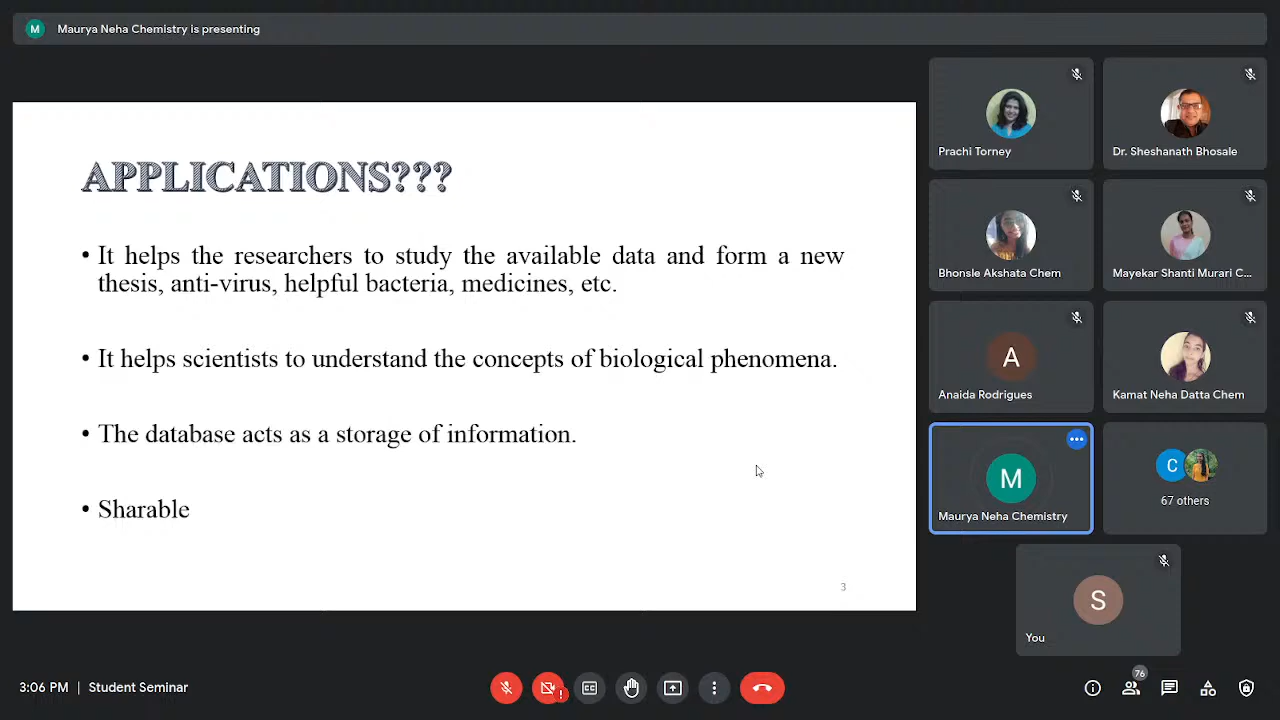 M Maurya Neha Chemistry is presenting
APPLICATIONS???
• It helps the researchers to study the available data and form a new
thesis, anti-virus, helpful bacteria, medicines, etc.
• It helps scientists to understand the concepts of biological phenomena.
• The database acts as a storage of information.
• Sharable
3
Prachi Torney
Dr. Sheshanath Bhosale
Bhonsle Akshata Chem
Mayekar Shanti Murari C...
A
Anaida Rodrigues
Kamat Neha Datta Chem
M
Maurya Neha Chemistry
C
67 others
S
You
3:06 PM | Student Seminar
CC
76